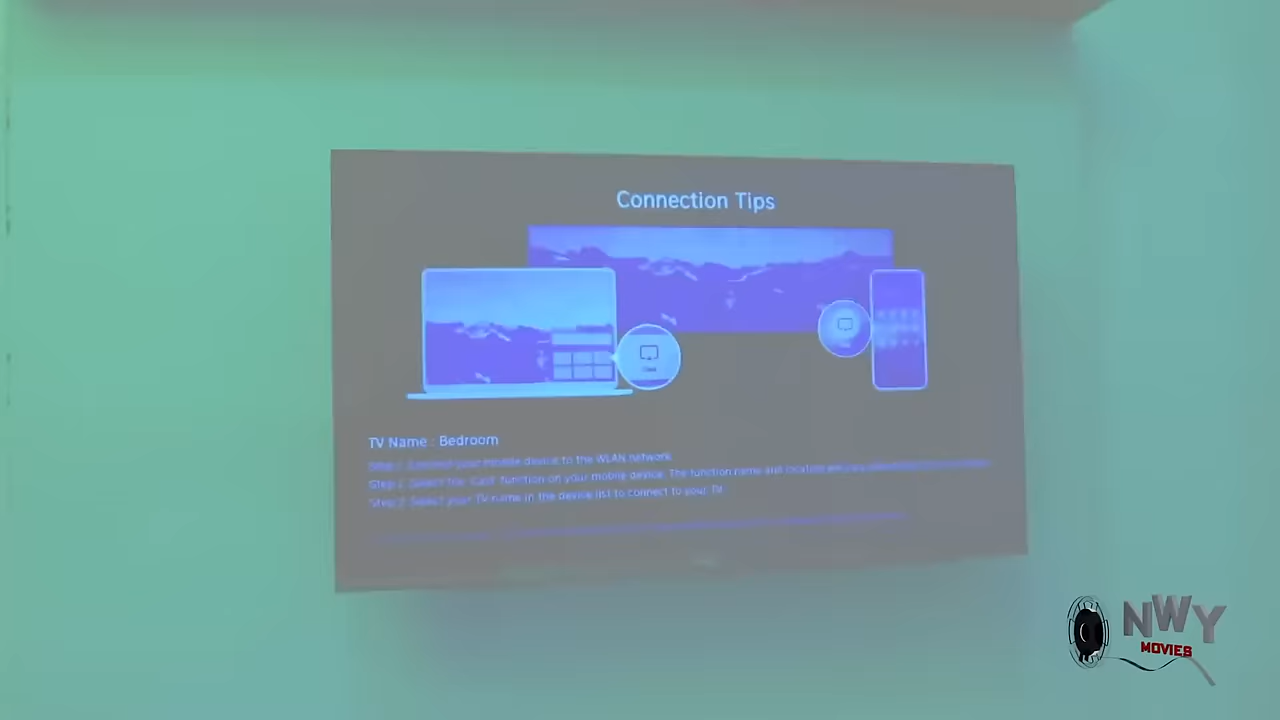 Connection Tips
Cast
TV Name : Bedroom
Step 1. Connect your mobile device to the WLAN network.
Step 2. Select the 'Cast' function on your mobile device. The function name and location are
Step 3. Select your TV name in the device list to connect to your TV.
NWY
MOVIES